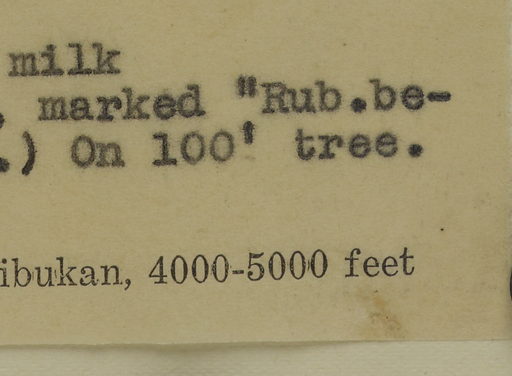 milk
. marked "Rub.be-
.) On 100' tree.
ibukan, 4000-5000 feet